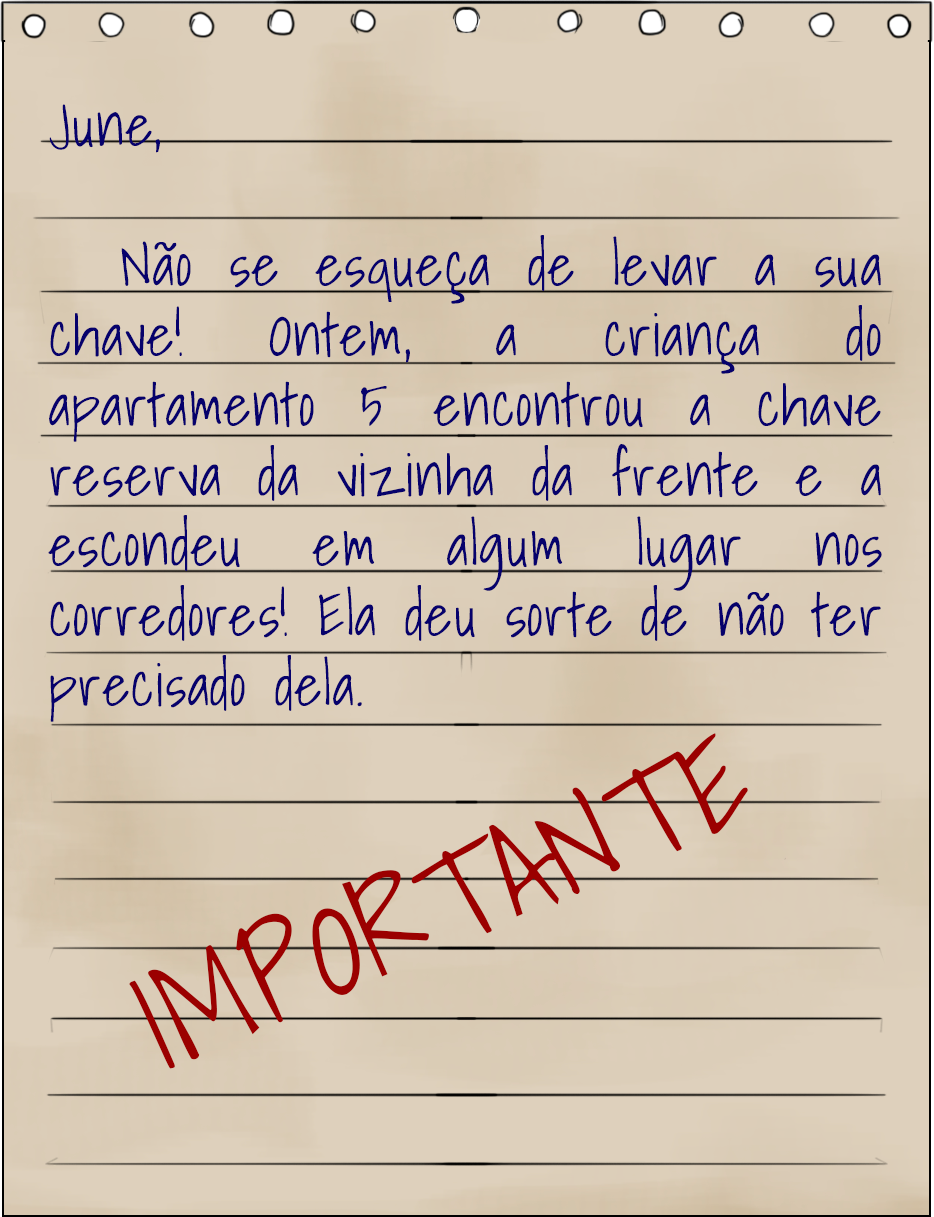 June,
Não se esqueça de levar a sua
chave! Ontem, a criança do
apartamento 5 encontrou a chave
reserva da vizinha da frente e a
escondeu em algum lugar nos
corredores! Ela deu sorte de não ter
precisado dela.
IMPORTANTE